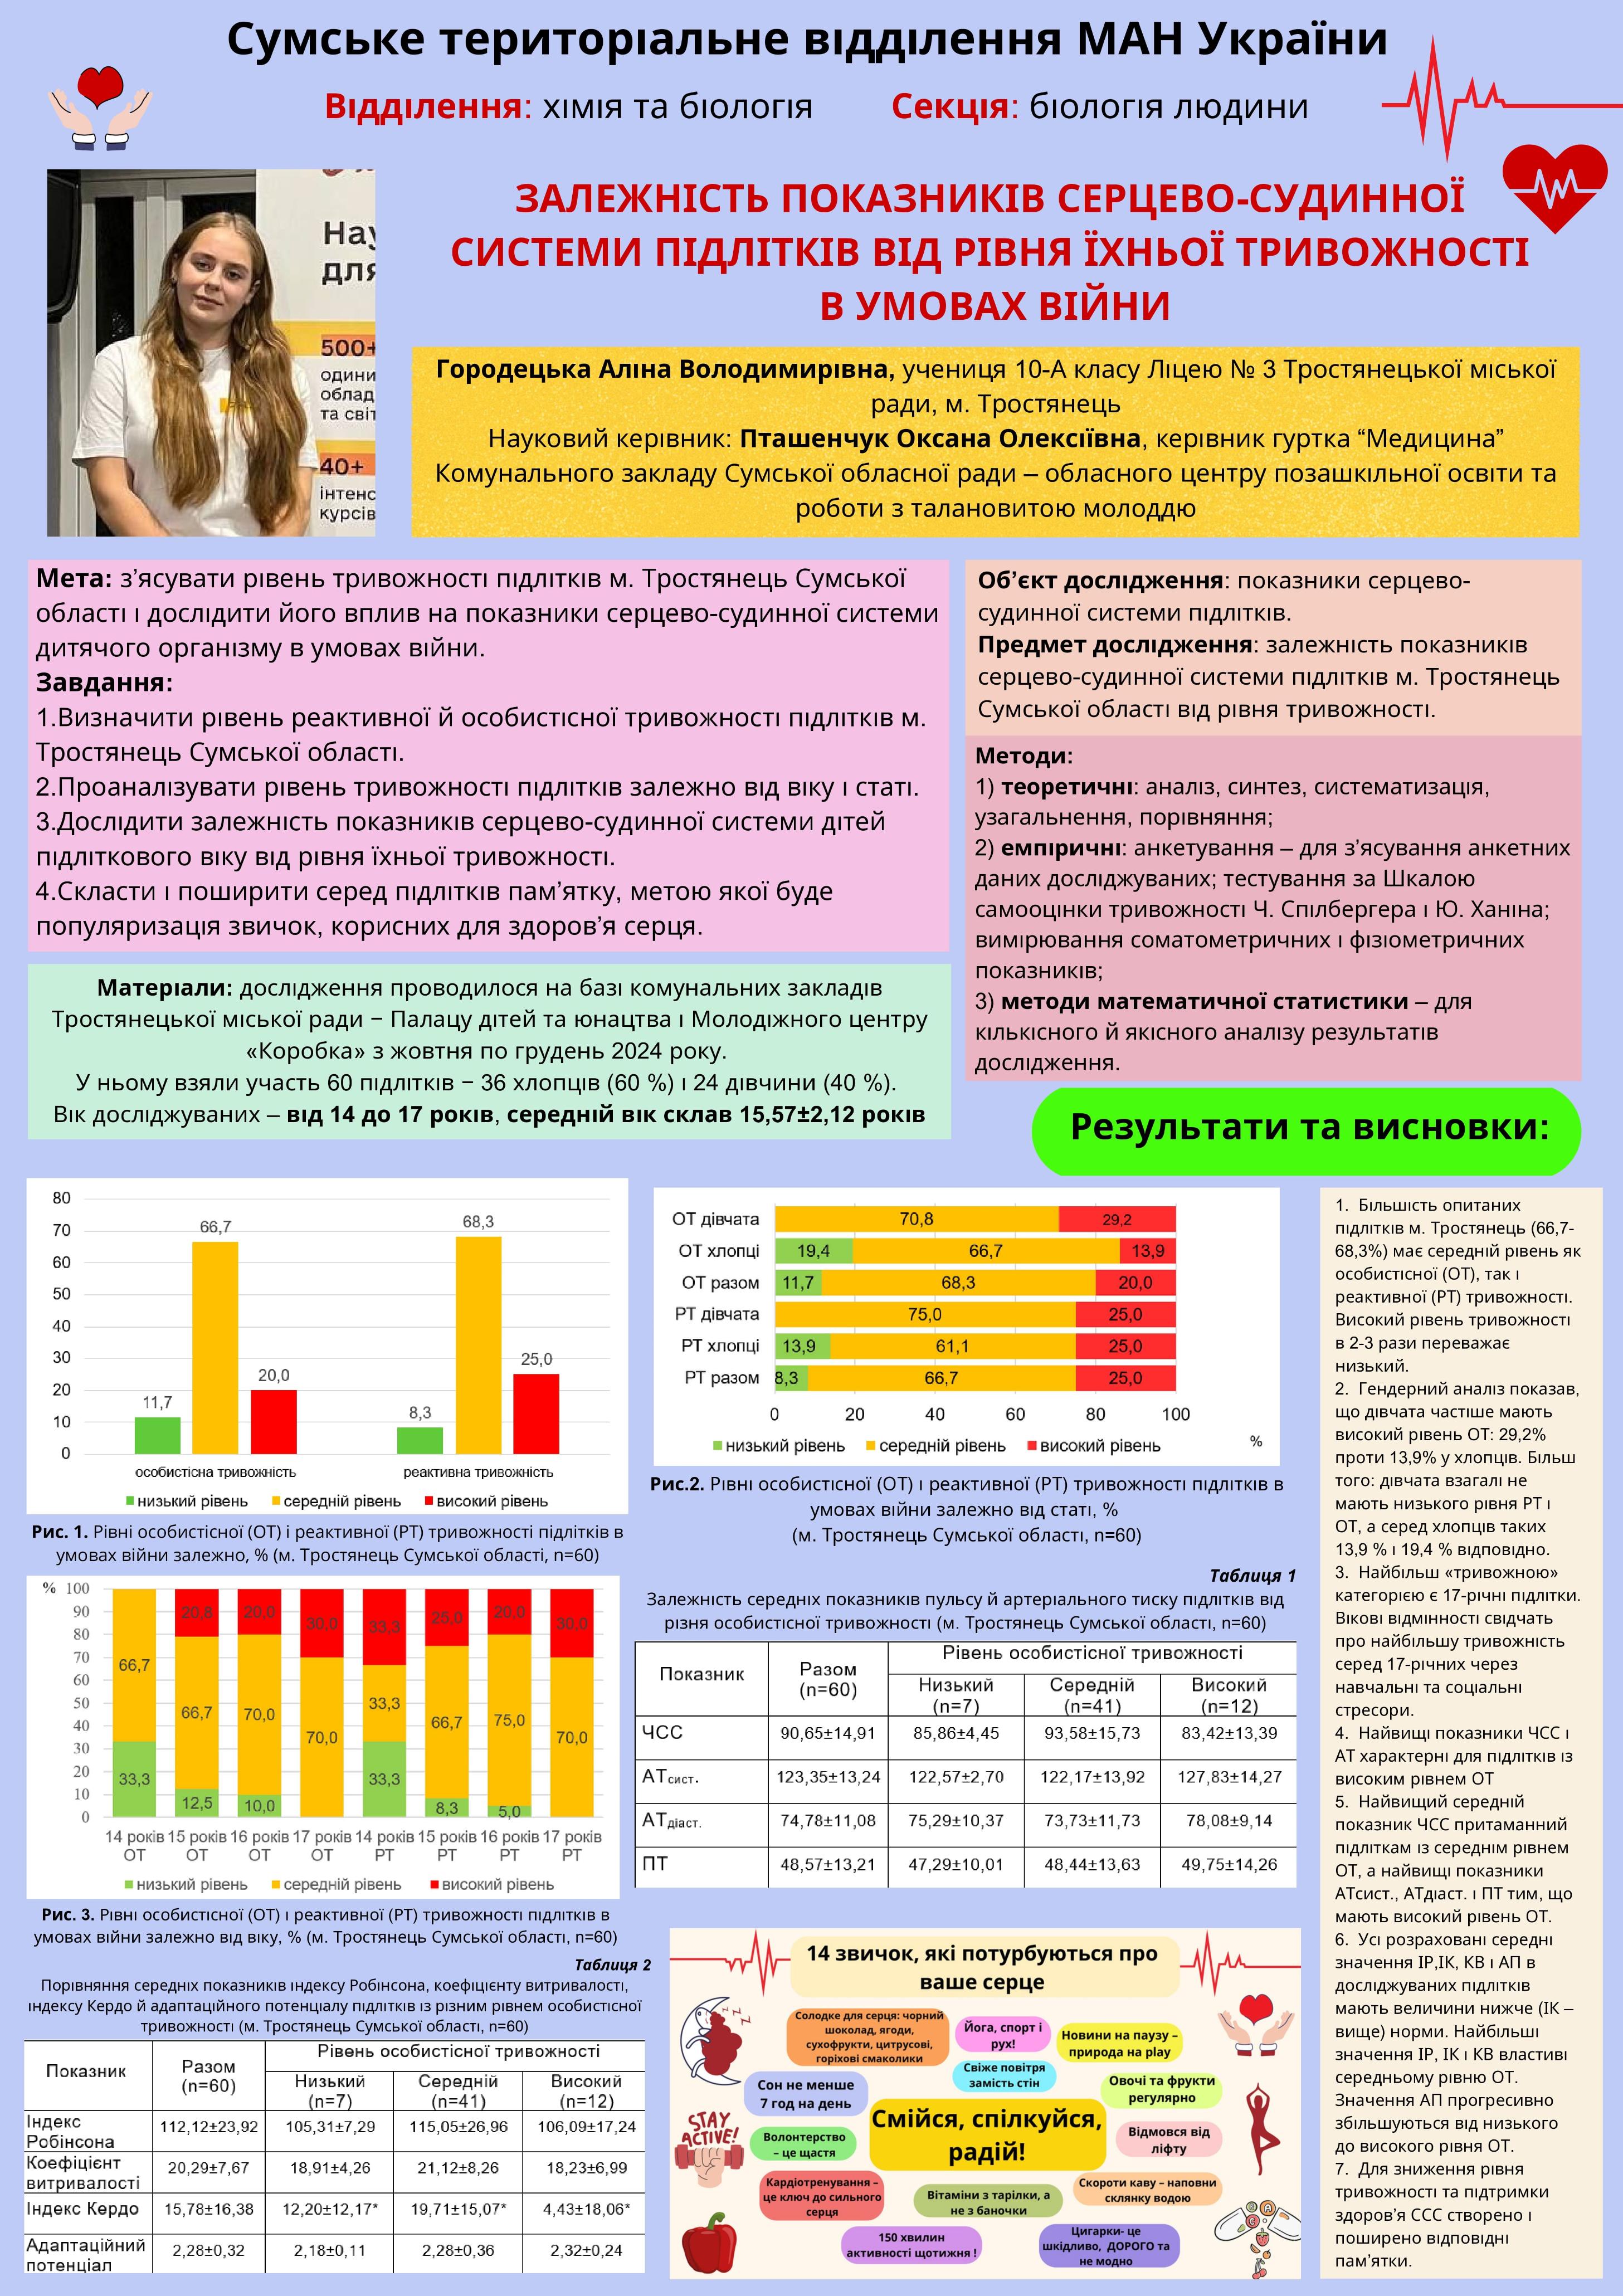 Сумське територіальне відділення МАН України
Відділення: хімія та біологія Секція: біологія людини
Нау
для
500+
одини
облад
та світ
40+
інтенс
курсів
ЗАЛЕЖНІСТЬ ПОКАЗНИКІВ СЕРЦЕВО-СУДИННОЇ
СИСТЕМИ ПІДЛІТКІВ ВІД РІВНЯ ЇХНЬОЇ ТРИВОЖНОСТІ
В УМОВАХ ВІЙНИ
Городецька Аліна Володимирівна, учениця 10-А класу Ліцею № 3 Тростянецької міської
ради, м. Тростянець
Науковий керівник: Пташенчук Оксана Олексіївна, керівник гуртка “Медицина”
Комунального закладу Сумської обласної ради – обласного центру позашкільної освіти та
роботи з талановитою молоддю
Мета: з’ясувати рівень тривожності підлітків м. Тростянець Сумської
області і дослідити його вплив на показники серцево-судинної системи
дитячого організму в умовах війни.
Завдання:
1.Визначити рівень реактивної й особистісної тривожності підлітків м.
Тростянець Сумської області.
2.Проаналізувати рівень тривожності підлітків залежно від віку і статі.
3.Дослідити залежність показників серцево-судинної системи дітей
підліткового віку від рівня їхньої тривожності.
4.Скласти і поширити серед підлітків пам’ятку, метою якої буде
популяризація звичок, корисних для здоров’я серця.
Об’єкт дослідження: показники серцево-
судинної системи підлітків.
Предмет дослідження: залежність показників
серцево-судинної системи підлітків м. Тростянець
Сумської області від рівня тривожності.
Методи:
1) теоретичні: аналіз, синтез, систематизація,
узагальнення, порівняння;
2) емпіричні: анкетування – для з’ясування анкетних
даних досліджуваних; тестування за Шкалою
самооцінки тривожності Ч. Спілбергера і Ю. Ханіна;
вимірювання соматометричних і фізіометричних
показників;
3) методи математичної статистики – для
кількісного й якісного аналізу результатів
дослідження.
Матеріали: дослідження проводилося на базі комунальних закладів
Тростянецької міської ради − Палацу дітей та юнацтва і Молодіжного центру
«Коробка» з жовтня по грудень 2024 року.
У ньому взяли участь 60 підлітків − 36 хлопців (60 %) і 24 дівчини (40 %).
Вік досліджуваних – від 14 до 17 років, середній вік склав 15,57±2,12 років
Результати та висновки:
80
70
60
50
40
30
20
10
0
11,7
66,7
20,0
8,3
68,3
25,0
особистісна тривожність реактивна тривожність
низький рівень середній рівень високий рівень
Рис. 1. Рівні особистісної (ОТ) і реактивної (РТ) тривожності підлітків в
умовах війни залежно, % (м. Тростянець Сумської області, n=60)
ОТ дівчата 70,8 29,2
ОТ хлопці 19,4 66,7 13,9
ОТ разом 11,7 68,3 20,0
РТ дівчата 75,0 25,0
РТ хлопці 13,9 61,1 25,0
РТ разом 8,3 66,7 25,0
0 20 40 60 80 100
низький рівень середній рівень високий рівень %
Рис.2. Рівні особистісної (ОТ) і реактивної (РТ) тривожності підлітків в
умовах війни залежно від статі, %
(м. Тростянець Сумської області, n=60)
% 100
90
80
70
60
50
40
30
20
10
0
66,7 33,3
20,8 66,7 12,5
20,0 70,0 10,0
30,0 70,0
33,3 33,3 33,3
25,0 66,7 8,3
20,0 75,0 5,0
30,0 70,0
14 років 15 років 16 років 17 років 14 років 15 років 16 років 17 років
ОТ ОТ ОТ ОТ РТ РТ РТ РТ
низький рівень середній рівень високий рівень
Рис. 3. Рівні особистісної (ОТ) і реактивної (РТ) тривожності підлітків в
умовах війни залежно від віку, % (м. Тростянець Сумської області, n=60)
Таблиця 1
Залежність середніх показників пульсу й артеріального тиску підлітків від
різня особистісної тривожності (м. Тростянець Сумської області, n=60)
Показник Разом (n=60) Рівень особистісної тривожності
Низький (n=7) Середній (n=41) Високий (n=12)
ЧСС 90,65±14,91 85,86±4,45 93,58±15,73 83,42±13,39
АТсист. 123,35±13,24 122,57±2,70 122,17±13,92 127,83±14,27
АТдіаст. 74,78±11,08 75,29±10,37 73,73±11,73 78,08±9,14
ПТ 48,57±13,21 47,29±10,01 48,44±13,63 49,75±14,26
Таблиця 2
Порівняння середніх показників індексу Робінсона, коефіцієнту витривалості,
індексу Кердо й адаптаційного потенціалу підлітків із різним рівнем особистісної
тривожності (м. Тростянець Сумської області, n=60)
Показник Разом (n=60) Рівень особистісної тривожності
Низький (n=7) Середній (n=41) Високий (n=12)
Індекс Робінсона 112,12±23,92 105,31±7,29 115,05±26,96 106,09±17,24
Коефіцієнт витривалості 20,29±7,67 18,91±4,26 21,12±8,26 18,23±6,99
Індекс Кердо 15,78±16,38 12,20±12,17* 19,71±15,07* 4,43±18,06*
Адаптаційний потенціал 2,28±0,32 2,18±0,11 2,28±0,36 2,32±0,24
14 звичок, які потурбуються про
ваше серце
Солодке для серця: чорний
шоколад, ягоди,
сухофрукти, цитрусові,
горіхові смаколики
Йога, спорт і
рух!
Новини на паузу –
природа на play
Свіже повітря
замість стін
Сон не менше
7 год на день
Овочі та фрукти
регулярно
STAY
ACTIVE!
Смійся, спілкуйся,
радій!
Волонтерство
– це щастя
Відмовся від
ліфту
Кардіотренування –
це ключ до сильного
серця
Вітаміни з тарілки, а
не з баночки
Скороти каву – наповни
склянку водою
150 хвилин
активності щотижня !
Цигарки- це
шкідливо, ДОРОГО та
не модно
1. Більшість опитаних
підлітків м. Тростянець (66,7-
68,3%) має середній рівень як
особистісної (ОТ), так і
реактивної (РТ) тривожності.
Високий рівень тривожності
в 2-3 рази переважає
низький.
2. Гендерний аналіз показав,
що дівчата частіше мають
високий рівень ОТ: 29,2%
проти 13,9% у хлопців. Більш
того: дівчата взагалі не
мають низького рівня РТ і
ОТ, а серед хлопців таких
13,9 % і 19,4 % відповідно.
3. Найбільш «тривожною»
категорією є 17-річні підлітки.
Вікові відмінності свідчать
про найбільшу тривожність
серед 17-річних через
навчальні та соціальні
стресори.
4. Найвищі показники ЧСС і
АТ характерні для підлітків із
високим рівнем ОТ
5. Найвищий середній
показник ЧСС притаманний
підліткам із середнім рівнем
ОТ, а найвищі показники
АТсист., АТдіаст. і ПТ тим, що
мають високий рівень ОТ.
6. Усі розраховані середні
значення ІР,ІК, КВ і АП в
досліджуваних підлітків
мають величини нижче (ІК –
вище) норми. Найбільші
значення ІР, ІК і КВ властиві
середньому рівню ОТ.
Значення АП прогресивно
збільшуються від низького
до високого рівня ОТ.
7. Для зниження рівня
тривожності та підтримки
здоров’я ССС створено і
поширено відповідні
пам’ятки.